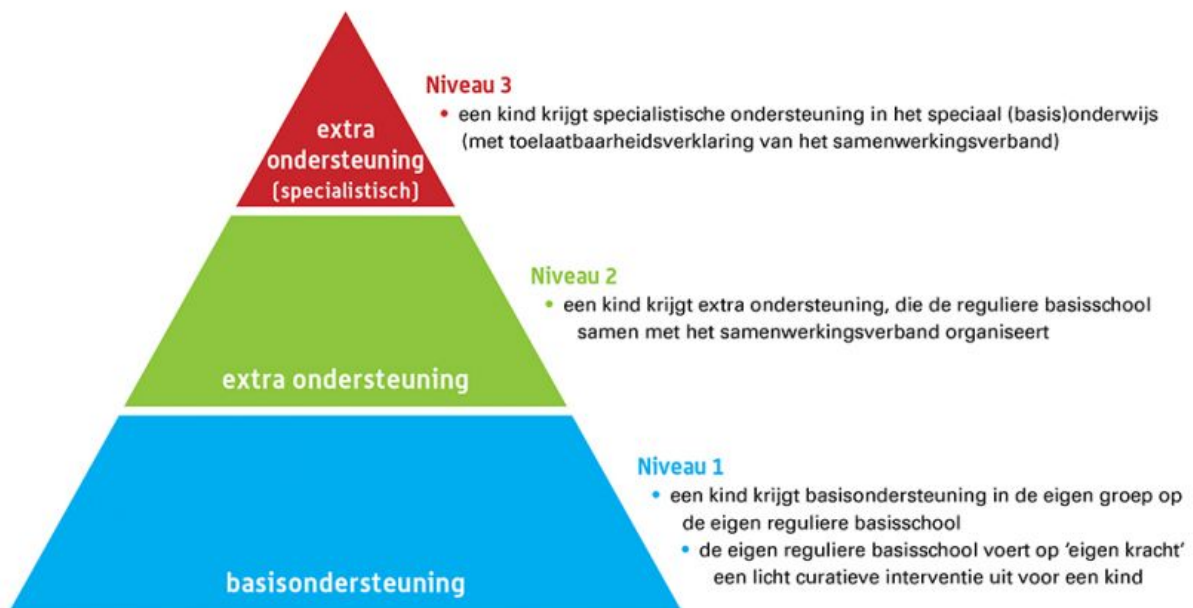 Niveau 3
• een kind krijgt specialistische ondersteuning in het speciaal (basis)onderwijs
(met toelaatbaarheidsverklaring van het samenwerkingsverband)
extra
ondersteuning
(specialistisch)
Niveau 2
• een kind krijgt extra ondersteuning, die de reguliere basisschool
samen met het samenwerkingsverband organiseert
extra ondersteuning
Niveau 1
• een kind krijgt basisondersteuning in de eigen groep op
de eigen reguliere basisschool
• de eigen reguliere basisschool voert op ‘eigen kracht’
een licht curatieve interventie uit voor een kind
basisondersteuning